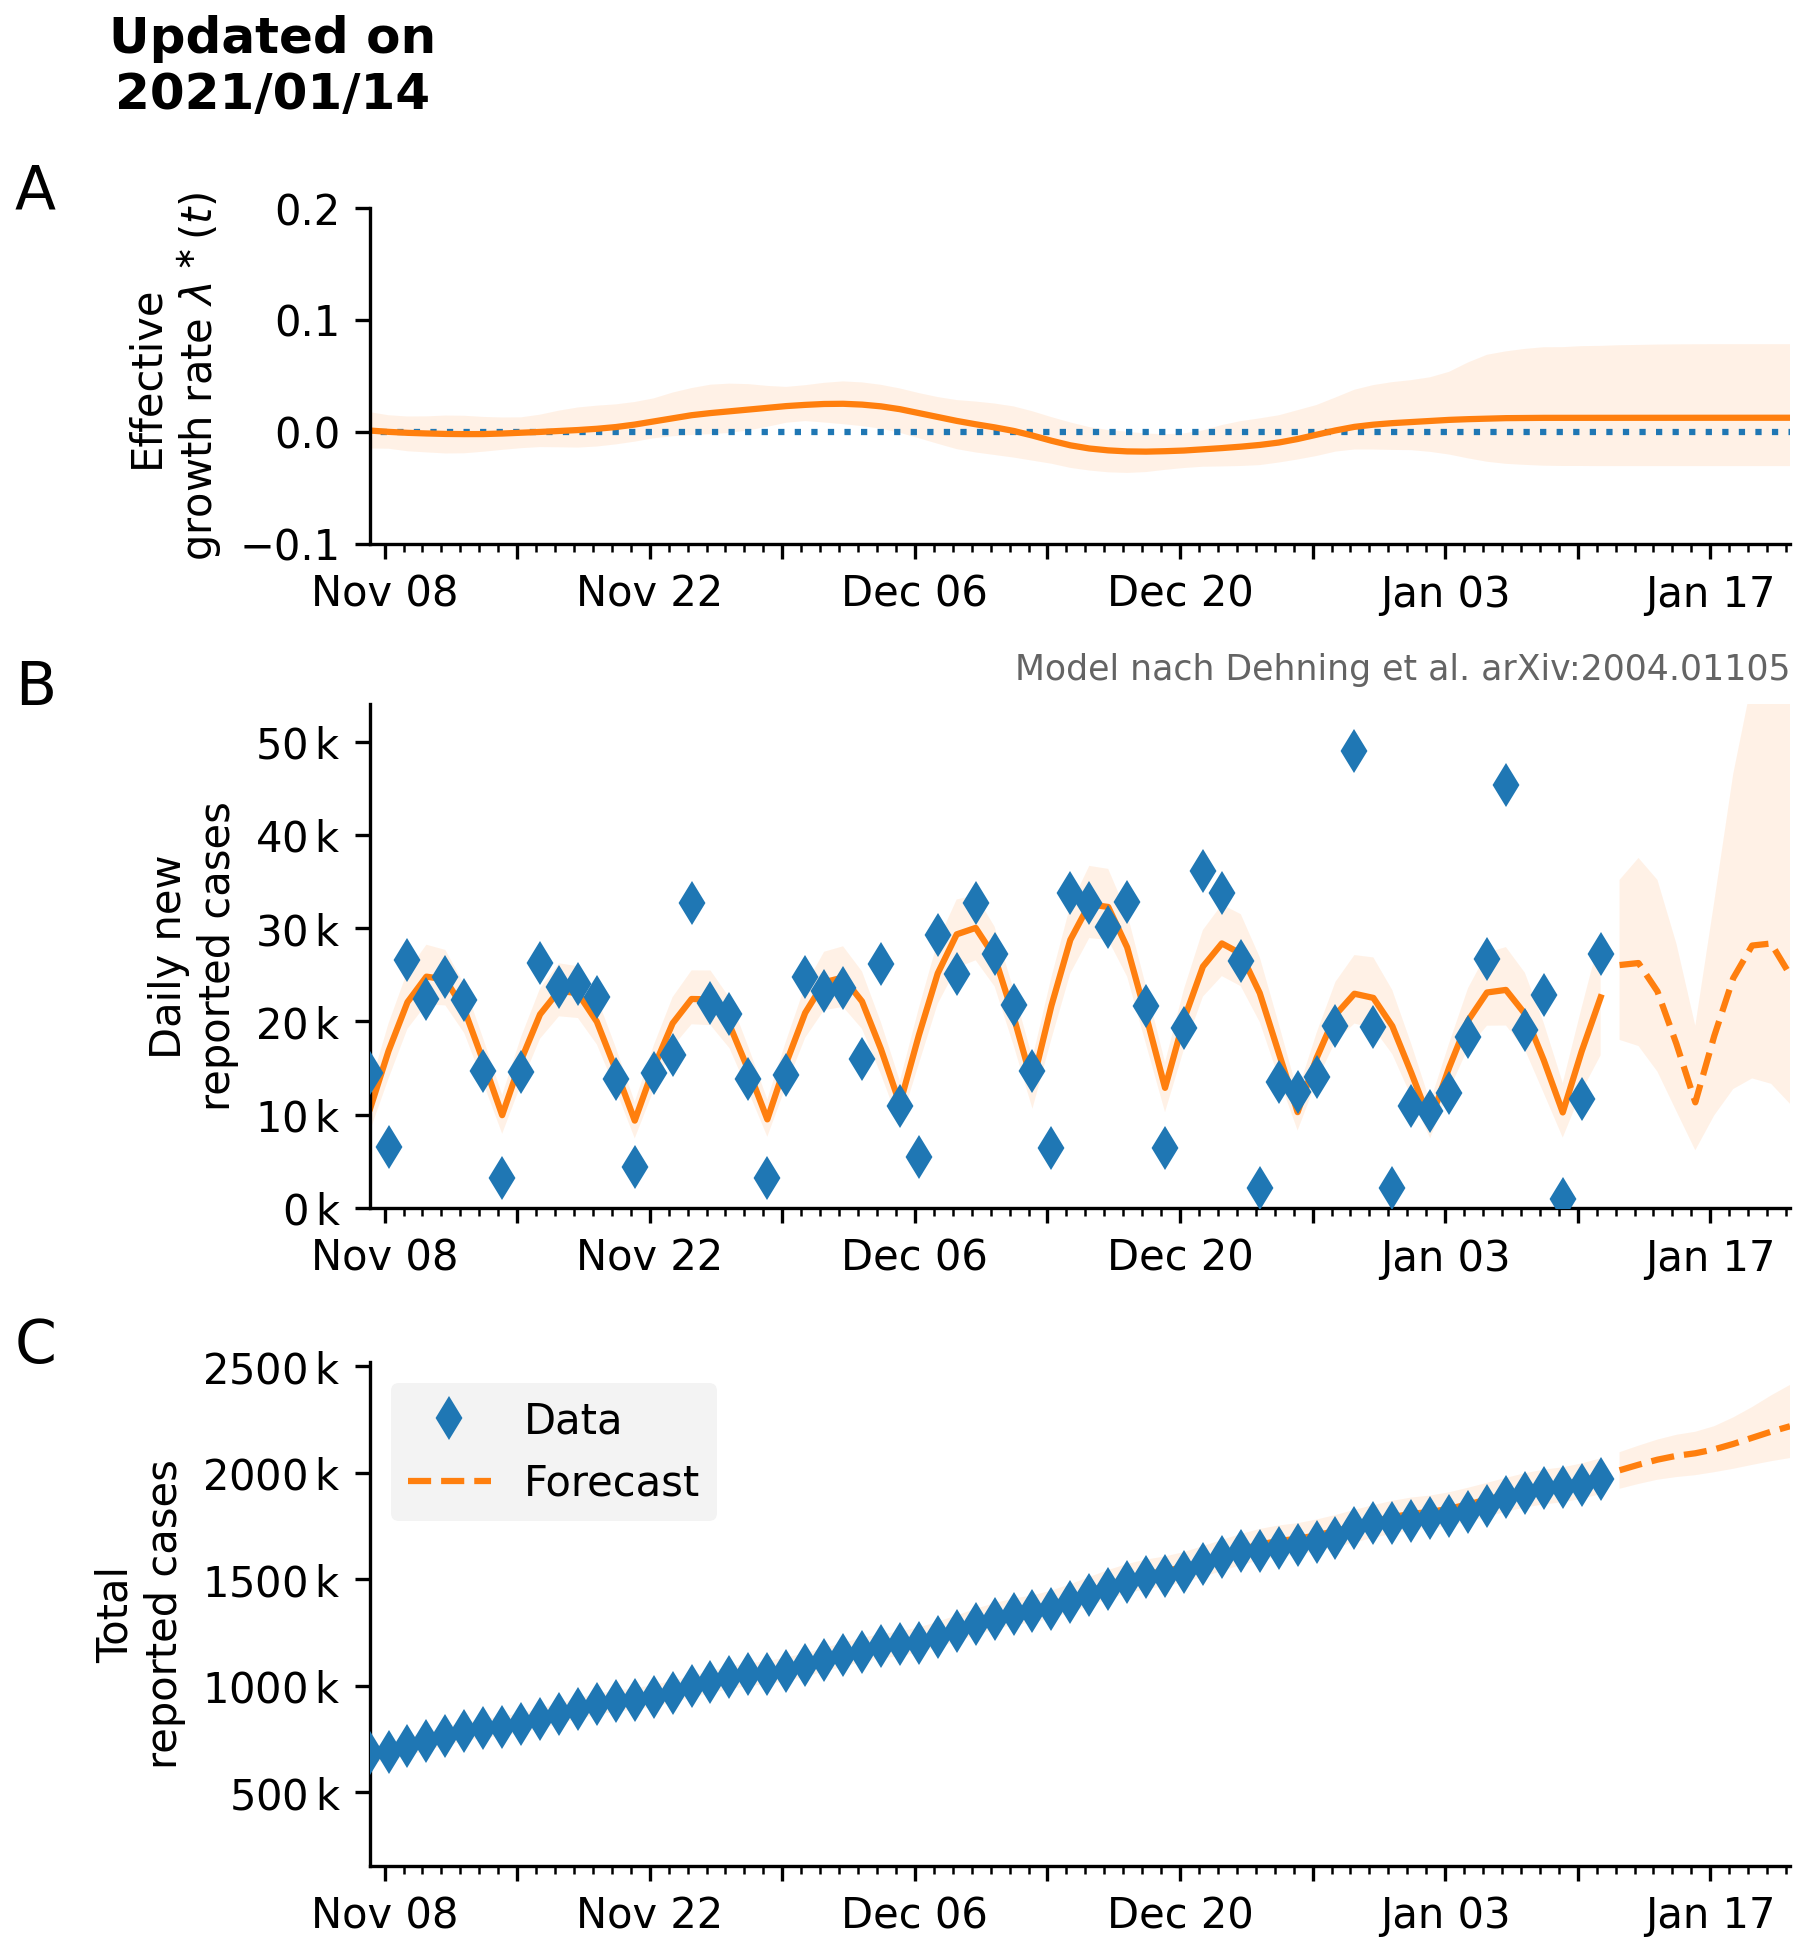 Updated on
2021/01/14
A
Effective
growth rate λ * (t)
0.2
0.1
0.0
−0.1
Nov 08 Nov 22 Dec 06 Dec 20 Jan 03 Jan 17
Model nach Dehning et al. arXiv:2004.01105
B
Daily new
reported cases
50 k
40 k
30 k
20 k
10 k
0 k
Nov 08 Nov 22 Dec 06 Dec 20 Jan 03 Jan 17
C
Total
reported cases
2500 k
2000 k
1500 k
1000 k
500 k
Data
Forecast
Nov 08 Nov 22 Dec 06 Dec 20 Jan 03 Jan 17